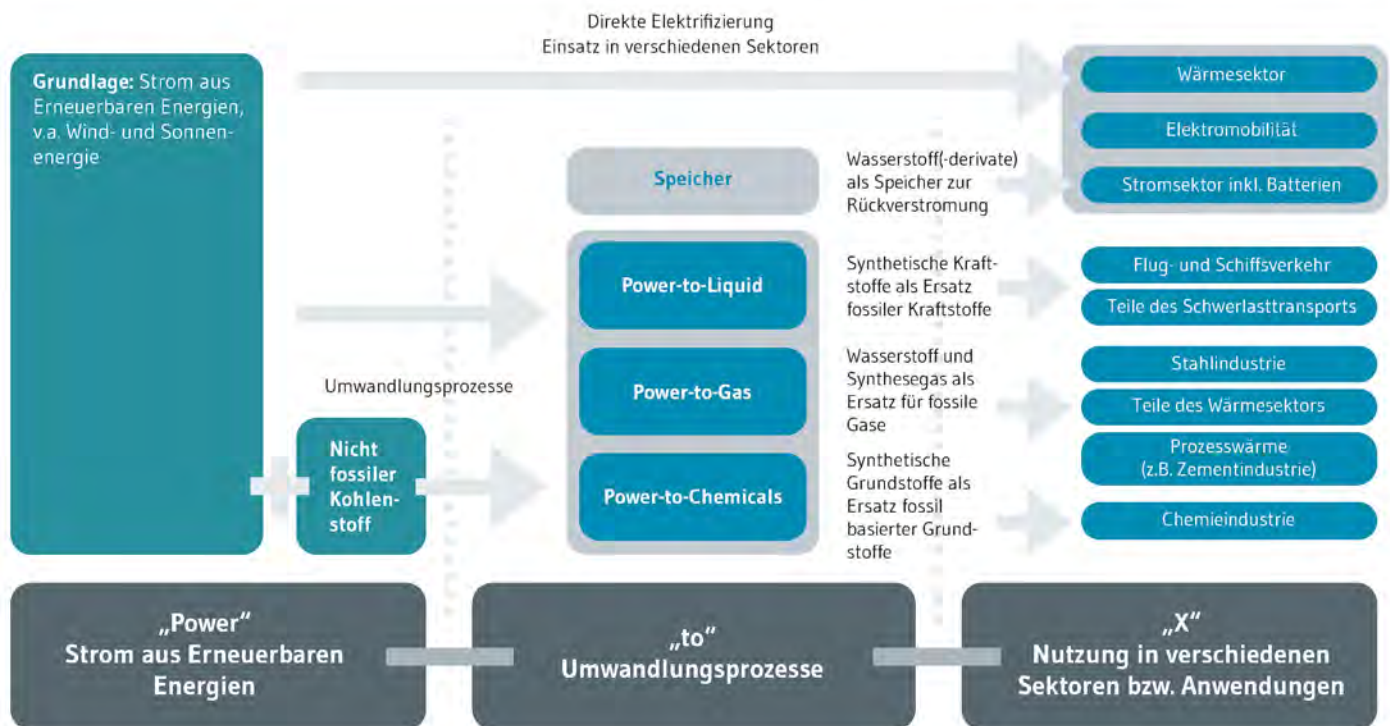 Direkte Elektrifizierung
Einsatz in verschiedenen Sektoren
Grundlage: Strom aus
Erneuerbaren Energien,
v.a. Wind- und Sonnen-
energie
Umwandlungsprozesse
Nicht
fossiler
Kohlen-
stoff
Speicher
Power-to-Liquid
Power-to-Gas
Power-to-Chemicals
Wasserstoff(-derivate)
als Speicher zur
Rückverstromung
Synthetische Kraft-
stoffe als Ersatz
fossiler Kraftstoffe
Wasserstoff und
Synthesegas als
Ersatz für fossile
Gase
Synthetische
Grundstoffe als
Ersatz fossil
basierter Grund-
stoffe
Wärmesektor
Elektromobilität
Stromsektor inkl. Batterien
Flug- und Schiffsverkehr
Teile des Schwerlasttransports
Stahlindustrie
Teile des Wärmesektors
Prozesswärme
(z.B. Zementindustrie)
Chemieindustrie
„Power“
Strom aus Erneuerbaren
Energien
„to“
Umwandlungsprozesse
„X“
Nutzung in verschiedenen
Sektoren bzw. Anwendungen